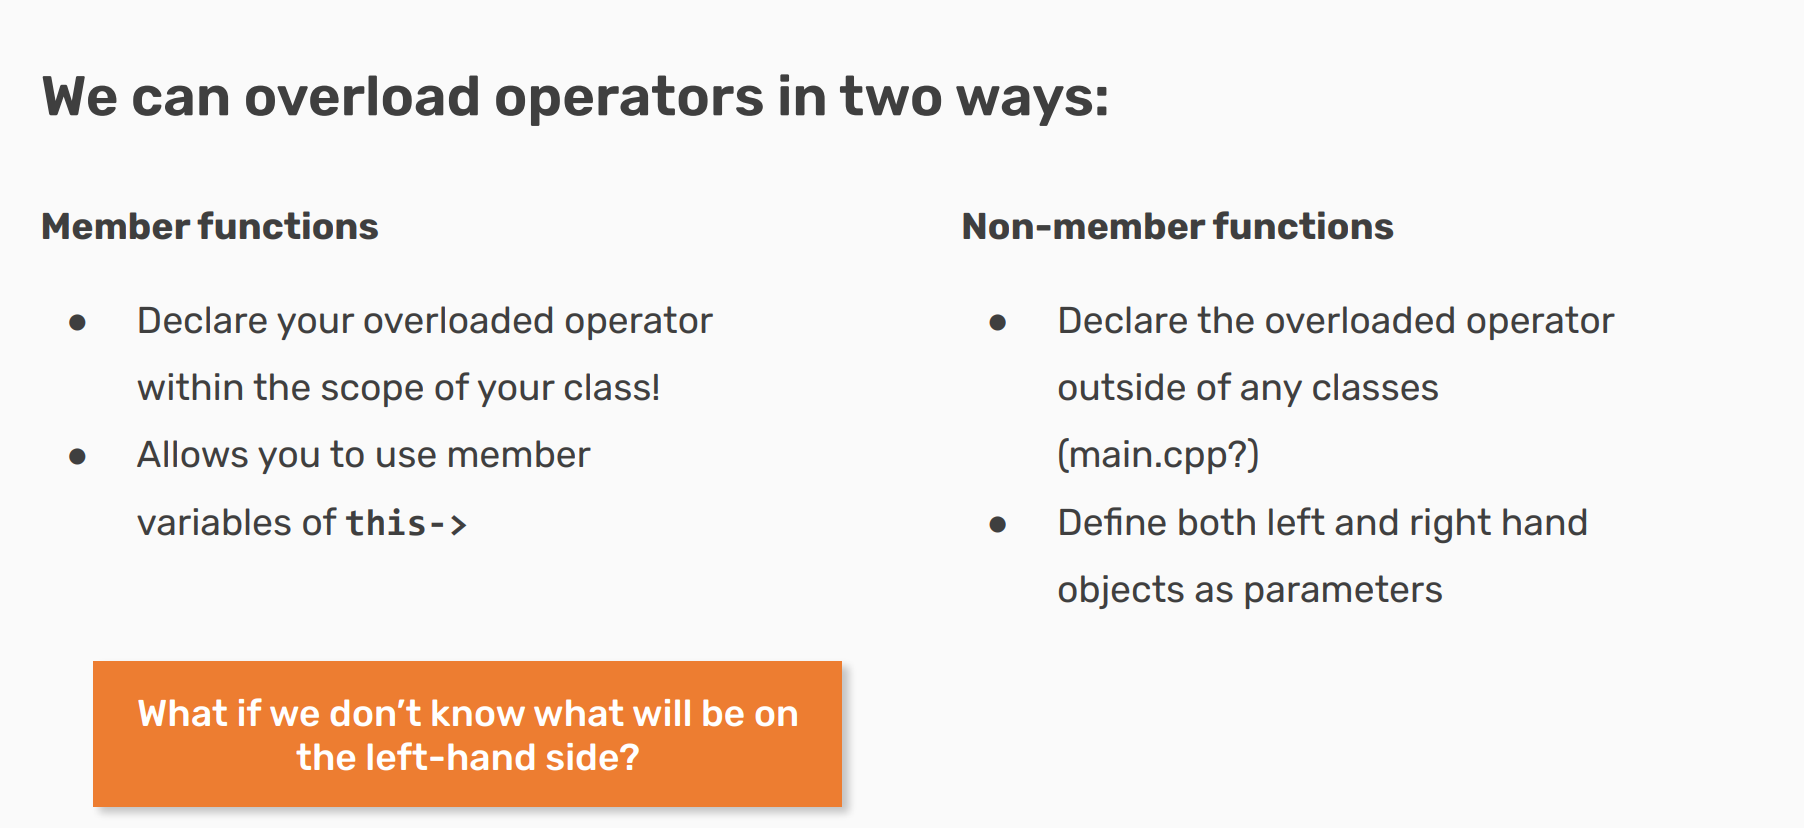 We can overload operators in two ways:
Member functions
● Declare your overloaded operator
within the scope of your class!
● Allows you to use member
variables of this->
What if we don’t know what will be on
the left-hand side?
Non-member functions
● Declare the overloaded operator
outside of any classes
(main.cpp?)
● Define both left and right hand
objects as parameters